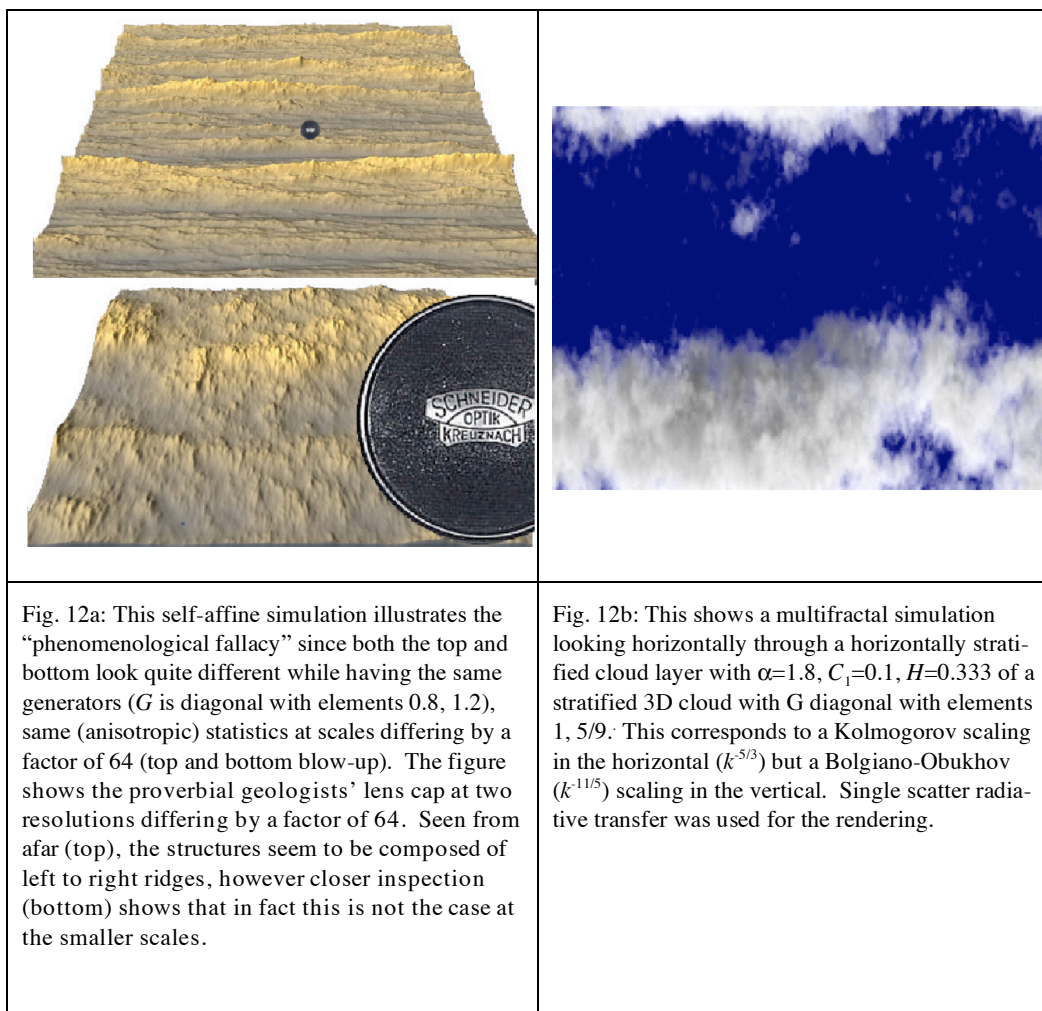 SCHNEIDER
OPTIK
KREUZNACH
Fig. 12a: This self-affine simulation illustrates the
“phenomenological fallacy” since both the top and
bottom look quite different while having the same
generators (G is diagonal with elements 0.8, 1.2),
same (anisotropic) statistics at scales differing by a
factor of 64 (top and bottom blow-up). The figure
shows the proverbial geologists’ lens cap at two
resolutions differing by a factor of 64. Seen from
afar (top), the structures seem to be composed of
left to right ridges, however closer inspection
(bottom) shows that in fact this is not the case at
the smaller scales.
Fig. 12b: This shows a multifractal simulation
looking horizontally through a horizontally strati-
fied cloud layer with α=1.8, C₁=0.1, H=0.333 of a
stratified 3D cloud with G diagonal with elements
1, 5/9. This corresponds to a Kolmogorov scaling
in the horizontal (k^-5/3) but a Bolgiano-Obukhov
(k^-11/5) scaling in the vertical. Single scatter radia-
tive transfer was used for the rendering.